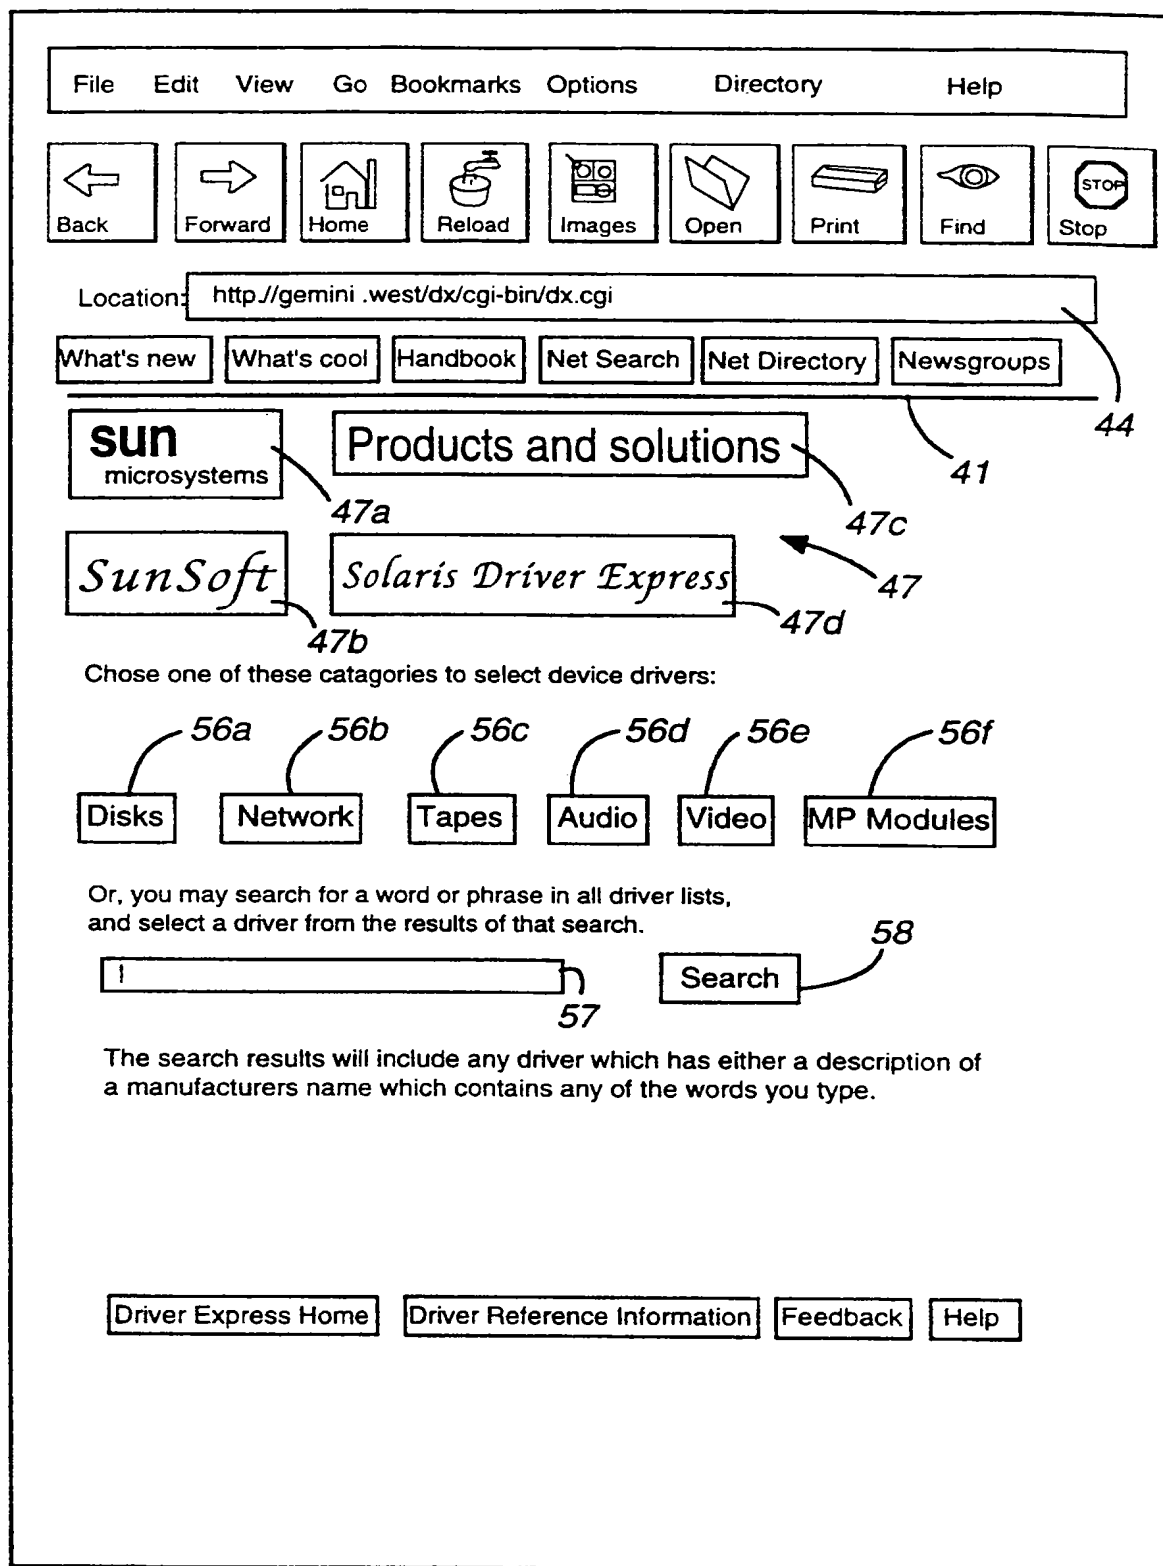 File Edit View Go Bookmarks Options Directory Help
Back Forward Home Reload Images Open Print Find STOP Stop
Location: http.//gemini .west/dx/cgi-bin/dx.cgi
What's new What's cool Handbook Net Search Net Directory Newsgroups
44
41
sun
microsystems
Products and solutions
47a
47c
SunSoft
Solaris Driver Express
47
47b
47d
Chose one of these catagories to select device drivers:
56a 56b 56c 56d 56e 56f
Disks Network Tapes Audio Video MP Modules
Or, you may search for a word or phrase in all driver lists,
and select a driver from the results of that search.
58
Search
57
The search results will include any driver which has either a description of
a manufacturers name which contains any of the words you type.
Driver Express Home Driver Reference Information Feedback Help